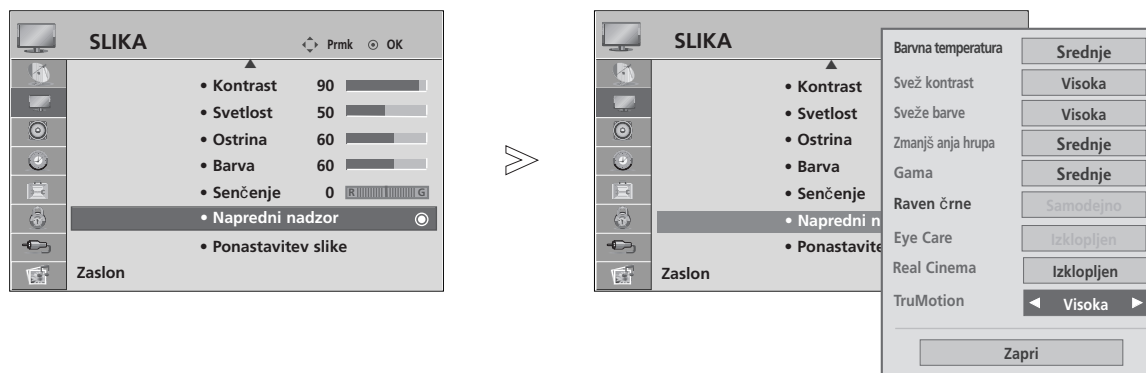 SLIKA Prmk OK
• Kontrast 90
• Svetlost 50
• Ostrina 60
• Barva 60
• Senčenje 0 R G
• Napredni nadzor
• Ponastavitev slike
Zaslon
SLIKA
• Kontrast
• Svetlost
• Ostrina
• Barva
• Senčenje
• Napredni n
• Ponastavite
Zaslon
Barvna temperatura Srednje
Svež kontrast Visoka
Sveže barve Visoka
Zmanjš anja hrupa Srednje
Gama Srednje
Raven črne Samodejno
Eye Care Izklopljen
Real Cinema Izklopljen
TruMotion Visoka
Zapri